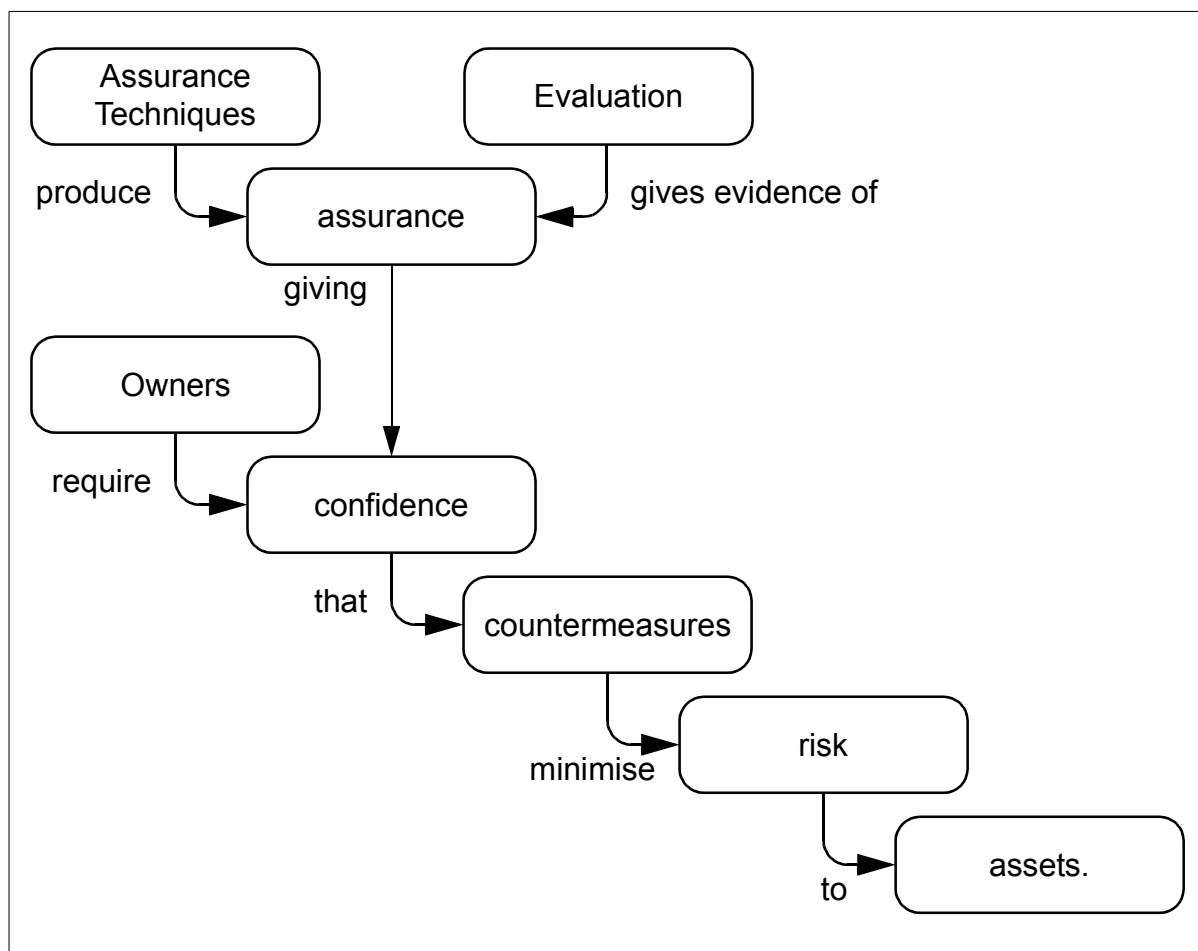 Assurance
Techniques
Evaluation
produce
gives evidence of
assurance
giving
Owners
require
confidence
that
countermeasures
minimise
risk
to
assets.